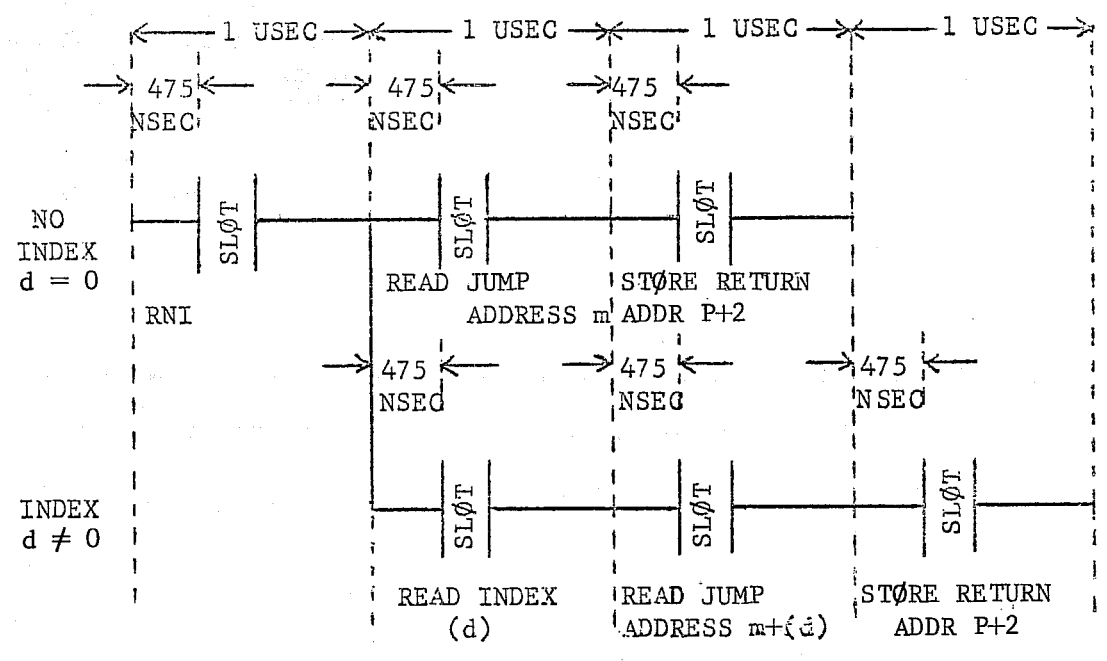 1 USEC 1 USEC 1 USEC 1 USEC
475 475 475
NSEC NSEC NSEC
NO
INDEX
d = 0
SLØT SLØT SLØT
RNI
READ JUMP
ADDRESS m
STØRE RETURN
ADDR P+2
475 475 475
NSEC NSEC NSEC
INDEX
d ≠ 0
SLØT SLØT SLØT
READ INDEX
(d)
READ JUMP
ADDRESS m+(d)
STØRE RETURN
ADDR P+2